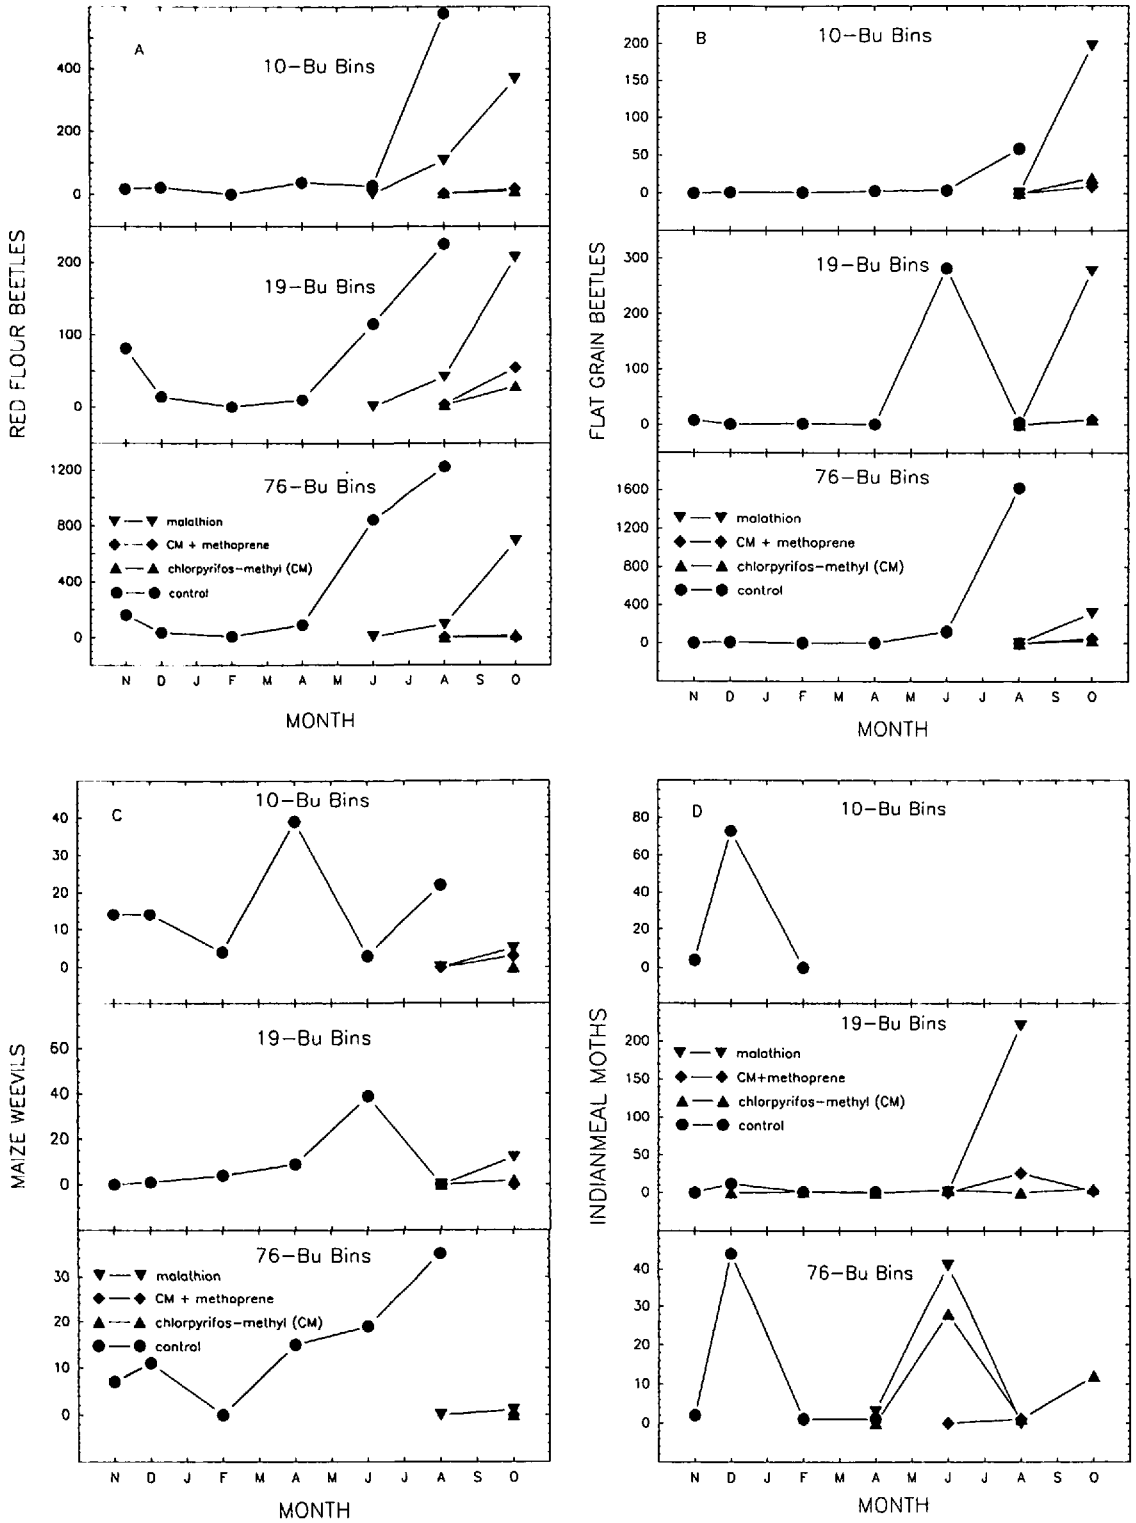 A
10-Bu Bins
400
200
0
19-Bu Bins
200
100
0
76-Bu Bins
1200
800
400
0
malathion
CM + methoprene
chlorpyrifos-methyl (CM)
control
N D J F M A M J J A S O
MONTH
RED FLOUR BEETLES
B
10-Bu Bins
200
150
100
50
0
19-Bu Bins
300
200
100
0
76-Bu Bins
1600
1200
800
400
0
malathion
CM + methoprene
chlorpyrifos-methyl (CM)
control
N D J F M A M J J A S O
MONTH
FLAT GRAIN BEETLES
C
10-Bu Bins
40
30
20
10
0
19-Bu Bins
60
40
20
0
76-Bu Bins
30
20
10
0
malathion
CM + methoprene
chlorpyrifos-methyl (CM)
control
N D J F M A M J J A S O
MONTH
MAIZE WEEVILS
D
10-Bu Bins
80
60
40
20
0
19-Bu Bins
200
150
100
50
0
malathion
CM+methoprene
chlorpyrifos-methyl (CM)
control
76-Bu Bins
40
30
20
10
0
N D J F M A M J J A S O
MONTH
INDIANMEAL MOTHS